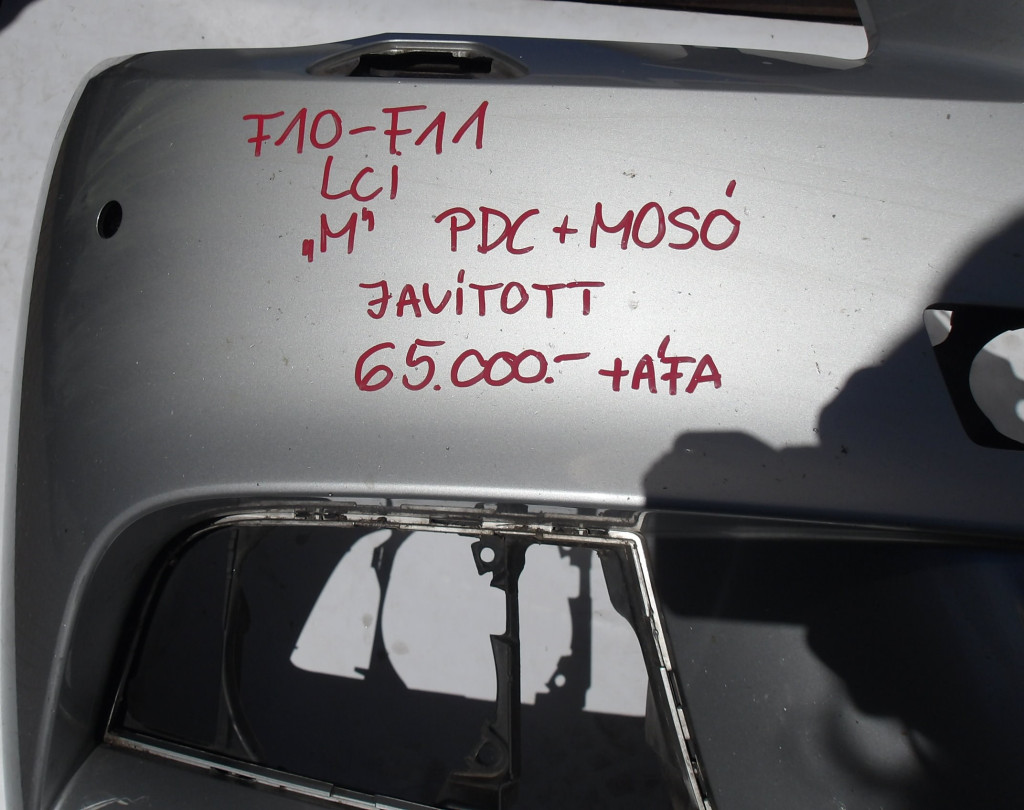 F10-F11
LCi
„M" PDC+MOSÓ
JAVíTOTT
65.000.- +ÁFA